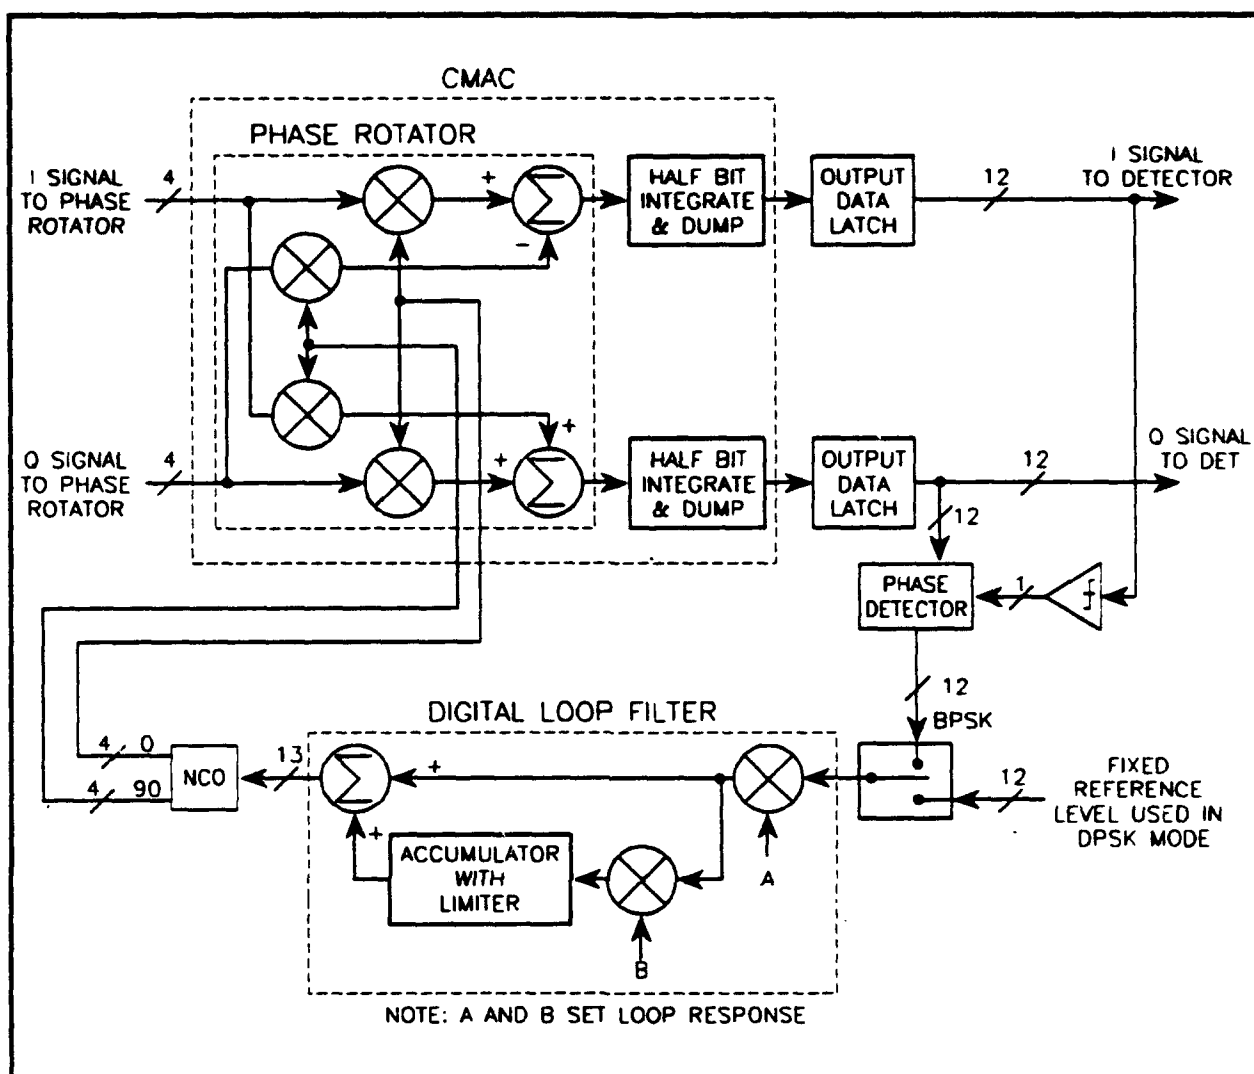 CMAC
PHASE ROTATOR
I SIGNAL
TO PHASE
ROTATOR
4
+
-
HALF BIT
INTEGRATE
& DUMP
OUTPUT
DATA
LATCH
12
I SIGNAL
TO DETECTOR
Q SIGNAL
TO PHASE
ROTATOR
4
+
+
HALF BIT
INTEGRATE
& DUMP
OUTPUT
DATA
LATCH
12
Q SIGNAL
TO DET
12
PHASE
DETECTOR
1
12
BPSK
DIGITAL LOOP FILTER
4
0
4
90
NCO
13
+
+
ACCUMULATOR
WITH
LIMITER
A
B
12
FIXED
REFERENCE
LEVEL USED IN
DPSK MODE
NOTE: A AND B SET LOOP RESPONSE